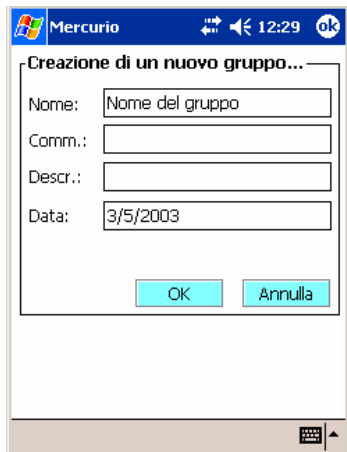 Mercurio 12:29 ok
Creazione di un nuovo gruppo...
Nome: Nome del gruppo
Comm.:
Descr.:
Data: 3/5/2003
OK Annulla